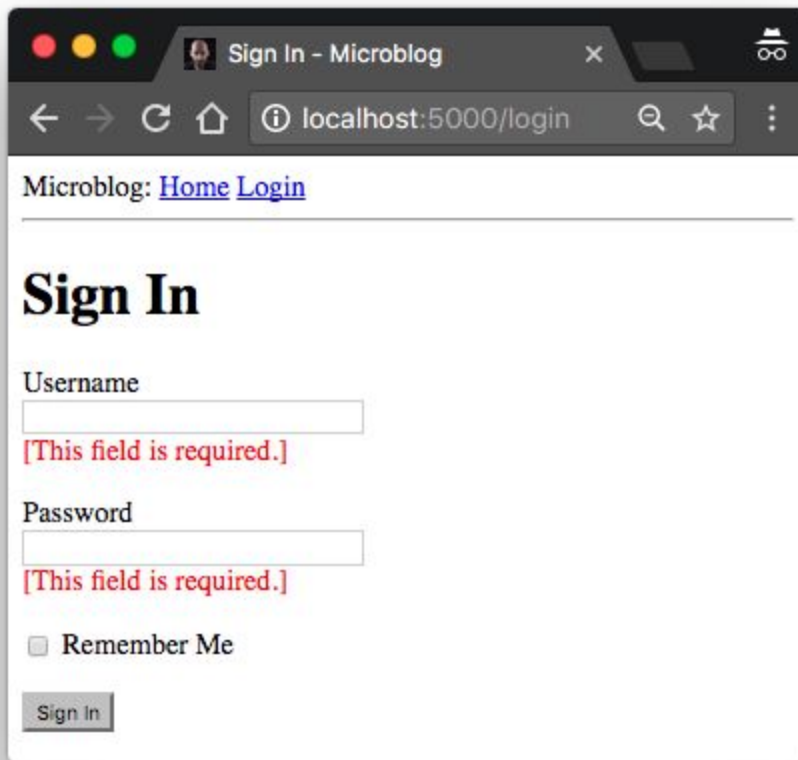 Sign In - Microblog
localhost:5000/login
Microblog: Home Login
Sign In
Username
[This field is required.]
Password
[This field is required.]
Remember Me
Sign In